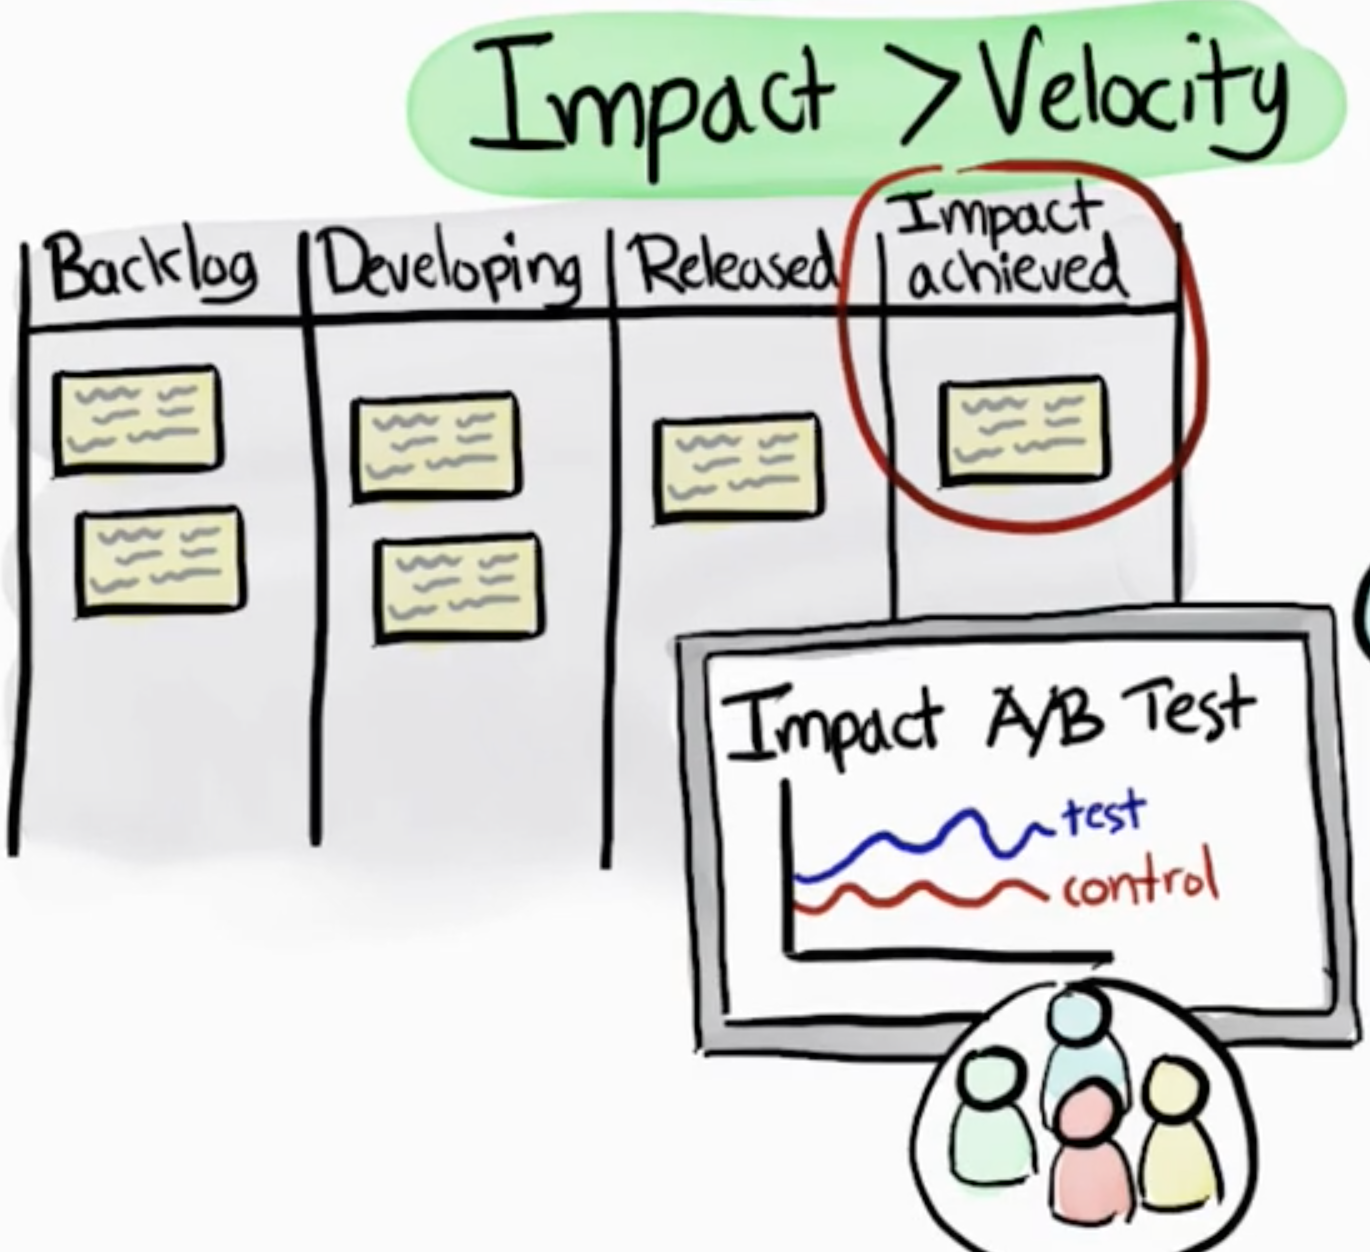 Impact > Velocity
Backlog
Developing
Released
Impact
achieved
Impact A/B Test
test
control